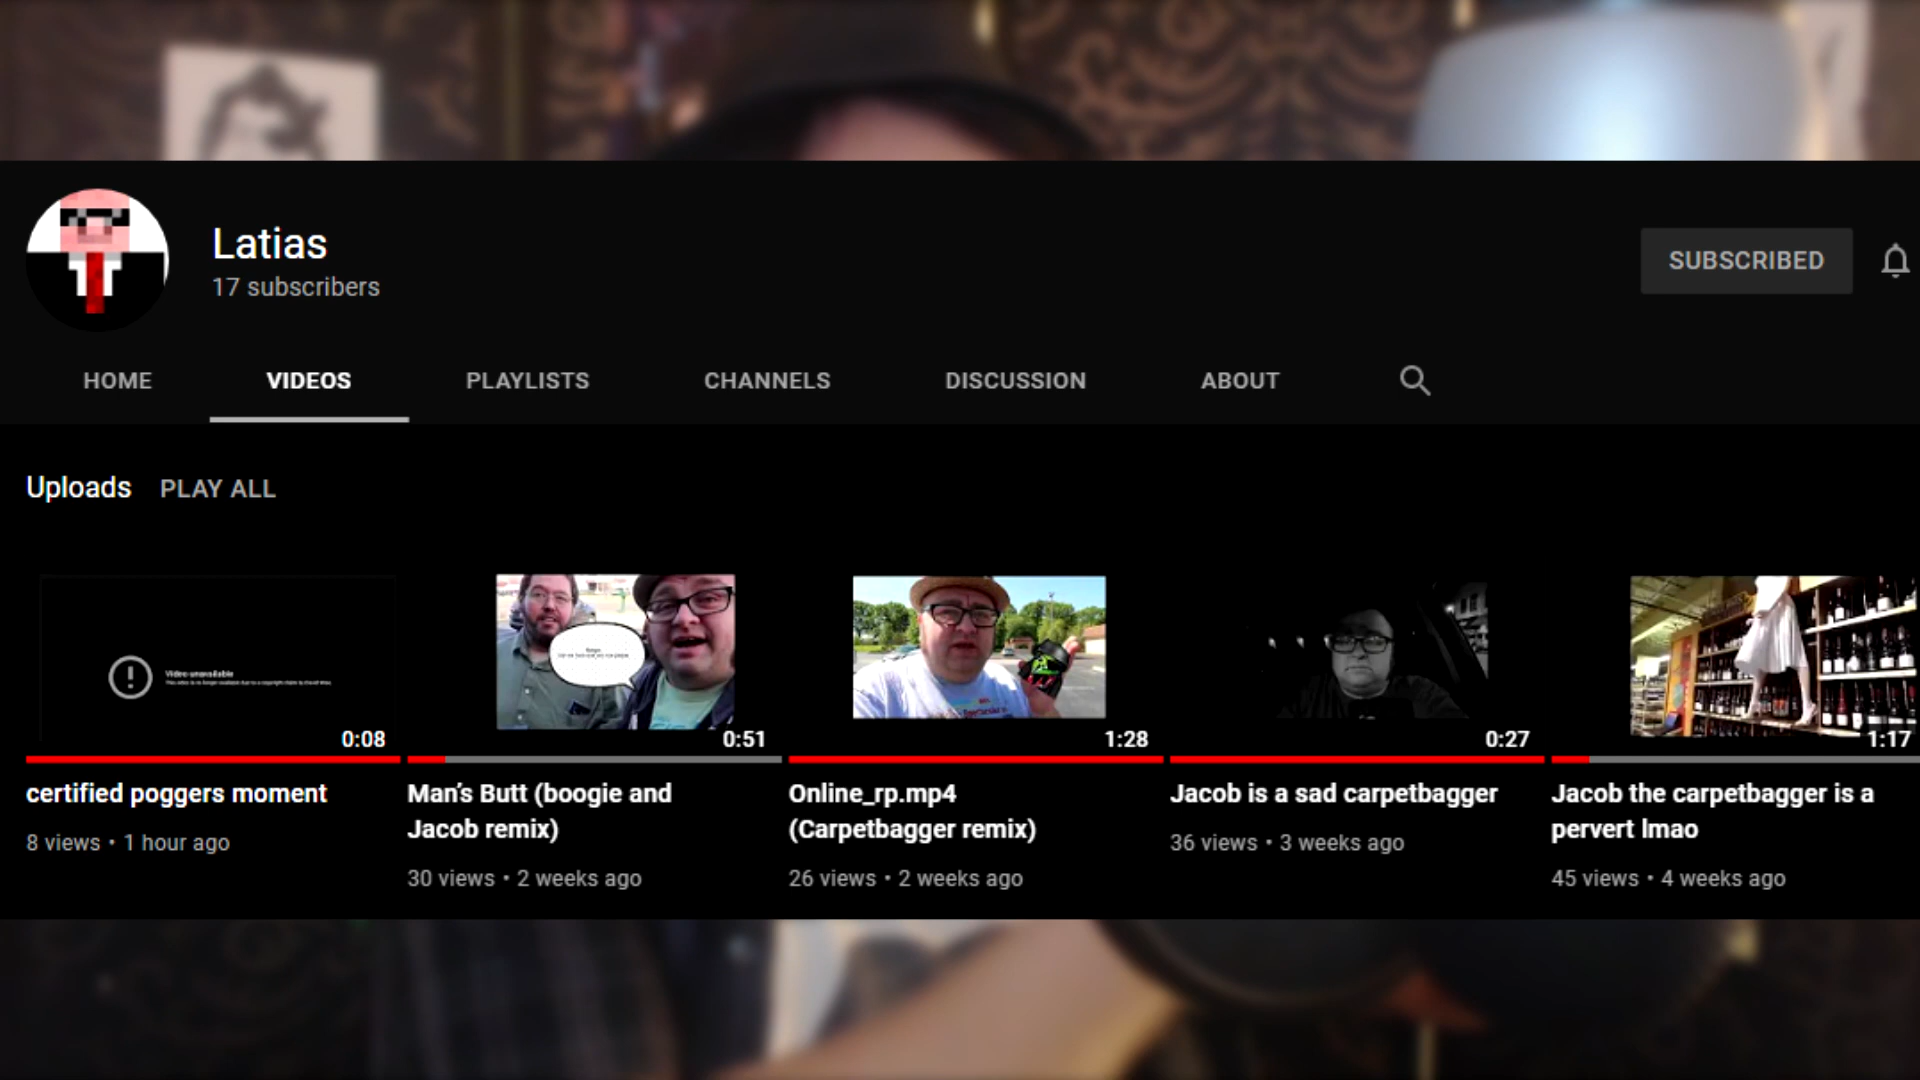 Latias
17 subscribers
SUBSCRIBED
HOME VIDEOS PLAYLISTS CHANNELS DISCUSSION ABOUT
Uploads PLAY ALL
Video unavailable
0:08
0:51
1:28
0:27
1:17
certified poggers moment
8 views • 1 hour ago
Man's Butt (boogie and
Jacob remix)
30 views • 2 weeks ago
Online_rp.mp4
(Carpetbagger remix)
26 views • 2 weeks ago
Jacob is a sad carpetbagger
36 views • 3 weeks ago
Jacob the carpetbagger is a
pervert lmao
45 views • 4 weeks ago